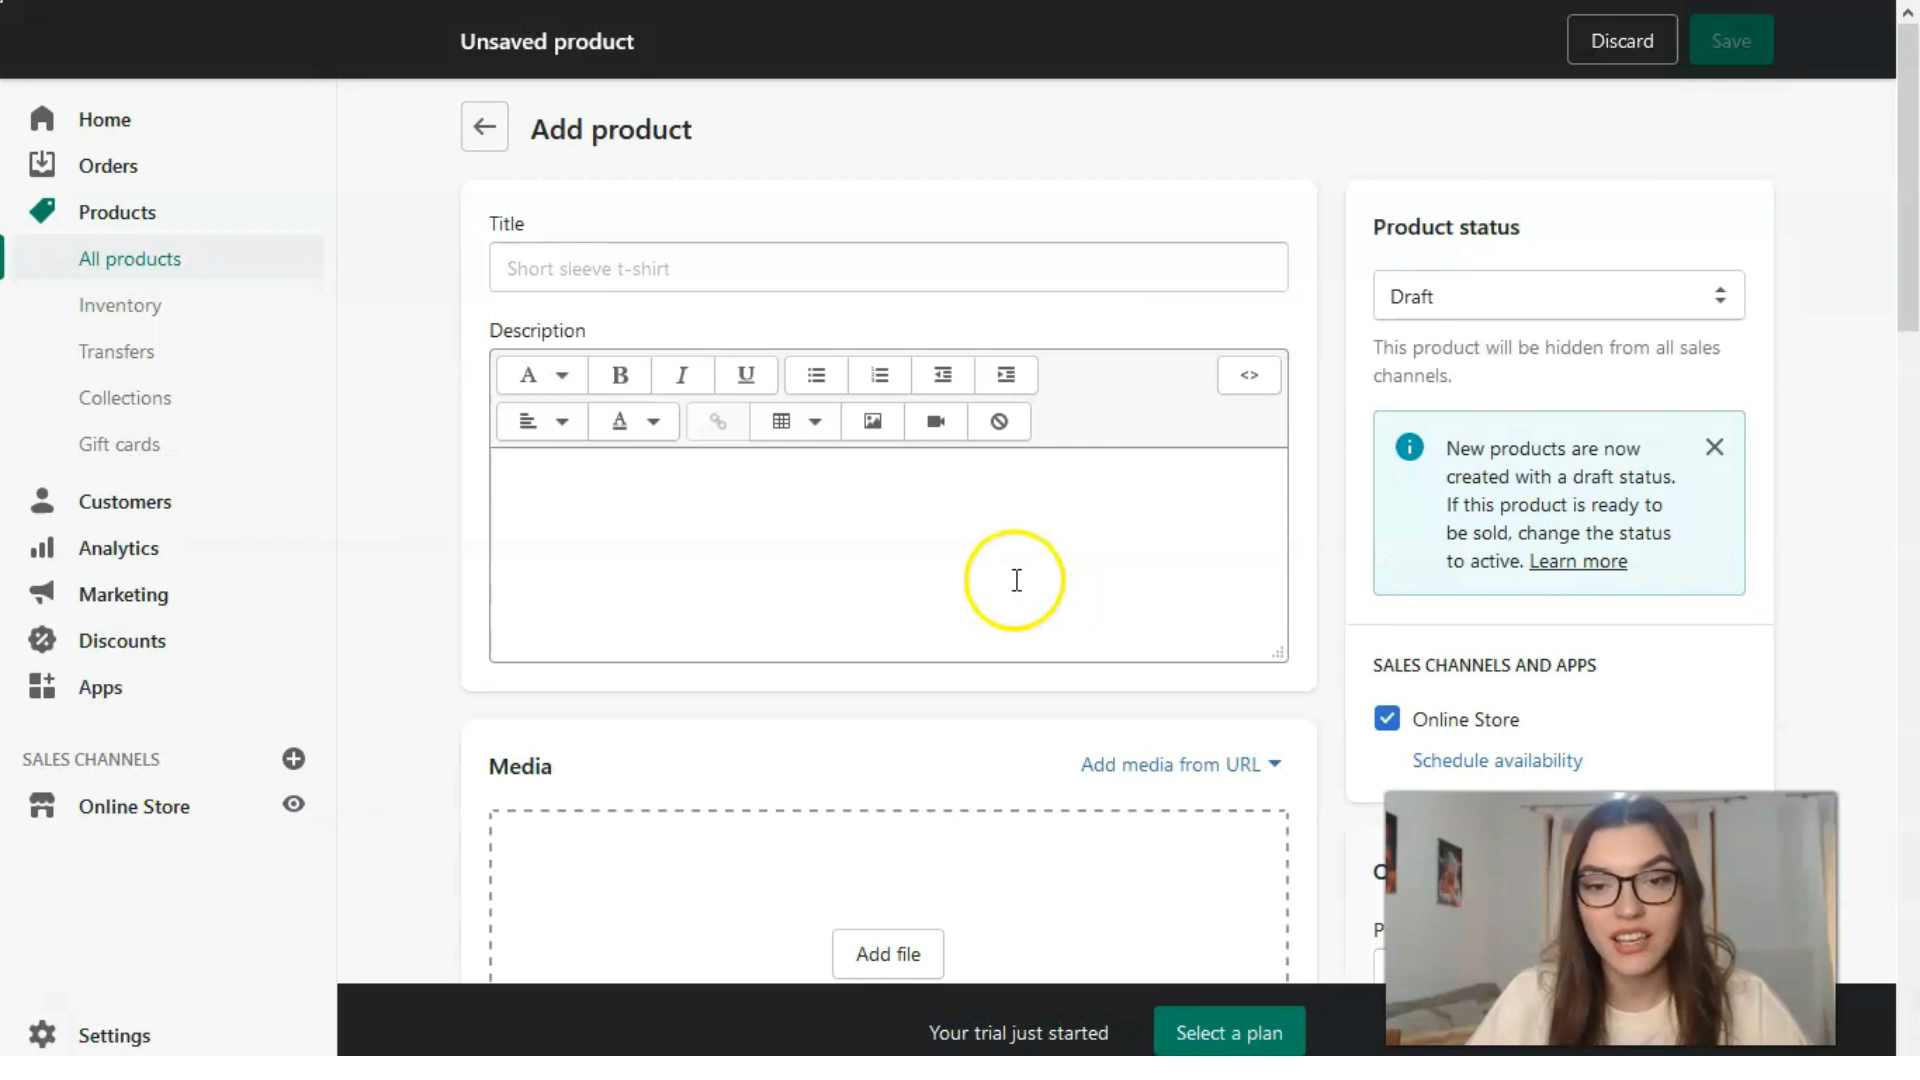 Unsaved product
Discard
Save
Home
Orders
Products
All products
Inventory
Transfers
Collections
Gift cards
Customers
Analytics
Marketing
Discounts
Apps
SALES CHANNELS
Online Store
Settings
Add product
Title
Short sleeve t-shirt
Description
A
B
I
U
<>
A
Media
Add media from URL
Add file
Product status
Draft
This product will be hidden from all sales
channels.
New products are now
created with a draft status.
If this product is ready to
be sold, change the status
to active. Learn more
SALES CHANNELS AND APPS
Online Store
Schedule availability
Your trial just started
Select a plan